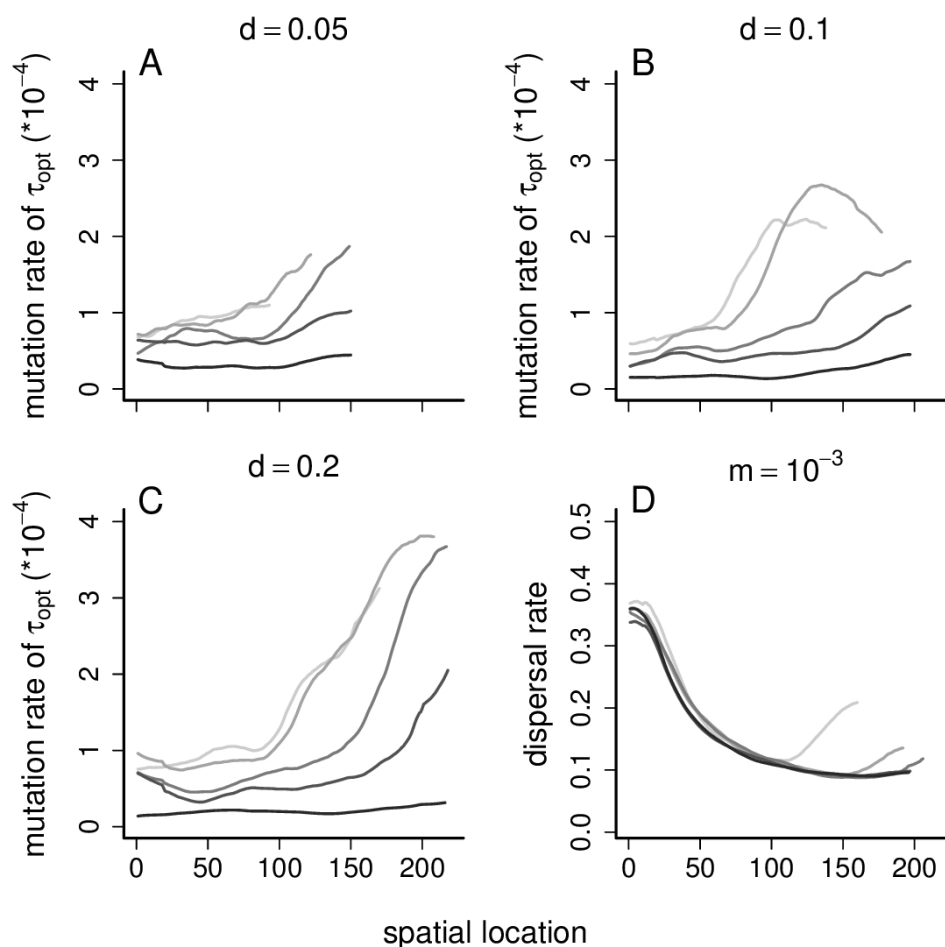 d = 0.05
A
mutation rate of τopt (*10−4)
4
3
2
1
0
d = 0.1
B
mutation rate of τopt (*10−4)
4
3
2
1
0
d = 0.2
C
mutation rate of τopt (*10−4)
4
3
2
1
0
0 50 100 150 200
m = 10−3
D
dispersal rate
0.5
0.4
0.3
0.2
0.1
0.0
0 50 100 150 200
spatial location